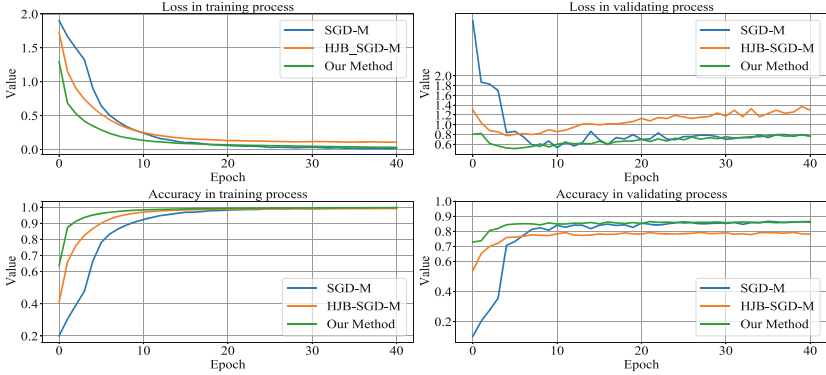 Loss in training process
2.0
1.5
1.0
0.5
0.0
Value
0
10
20
30
40
Epoch
SGD-M
HJB_SGD-M
Our Method
Loss in validating process
2.0
1.8
1.6
1.4
1.2
1.0
0.8
0.6
Value
0
10
20
30
40
Epoch
SGD-M
HJB-SGD-M
Our Method
Accuracy in training process
1.0
0.9
0.8
0.7
0.6
0.4
0.2
Value
0
10
20
30
40
Epoch
SGD-M
HJB-SGD-M
Our Method
Accuracy in validating process
1.0
0.9
0.8
0.7
0.6
0.4
0.2
Value
0
10
20
30
40
Epoch
SGD-M
HJB-SGD-M
Our Method